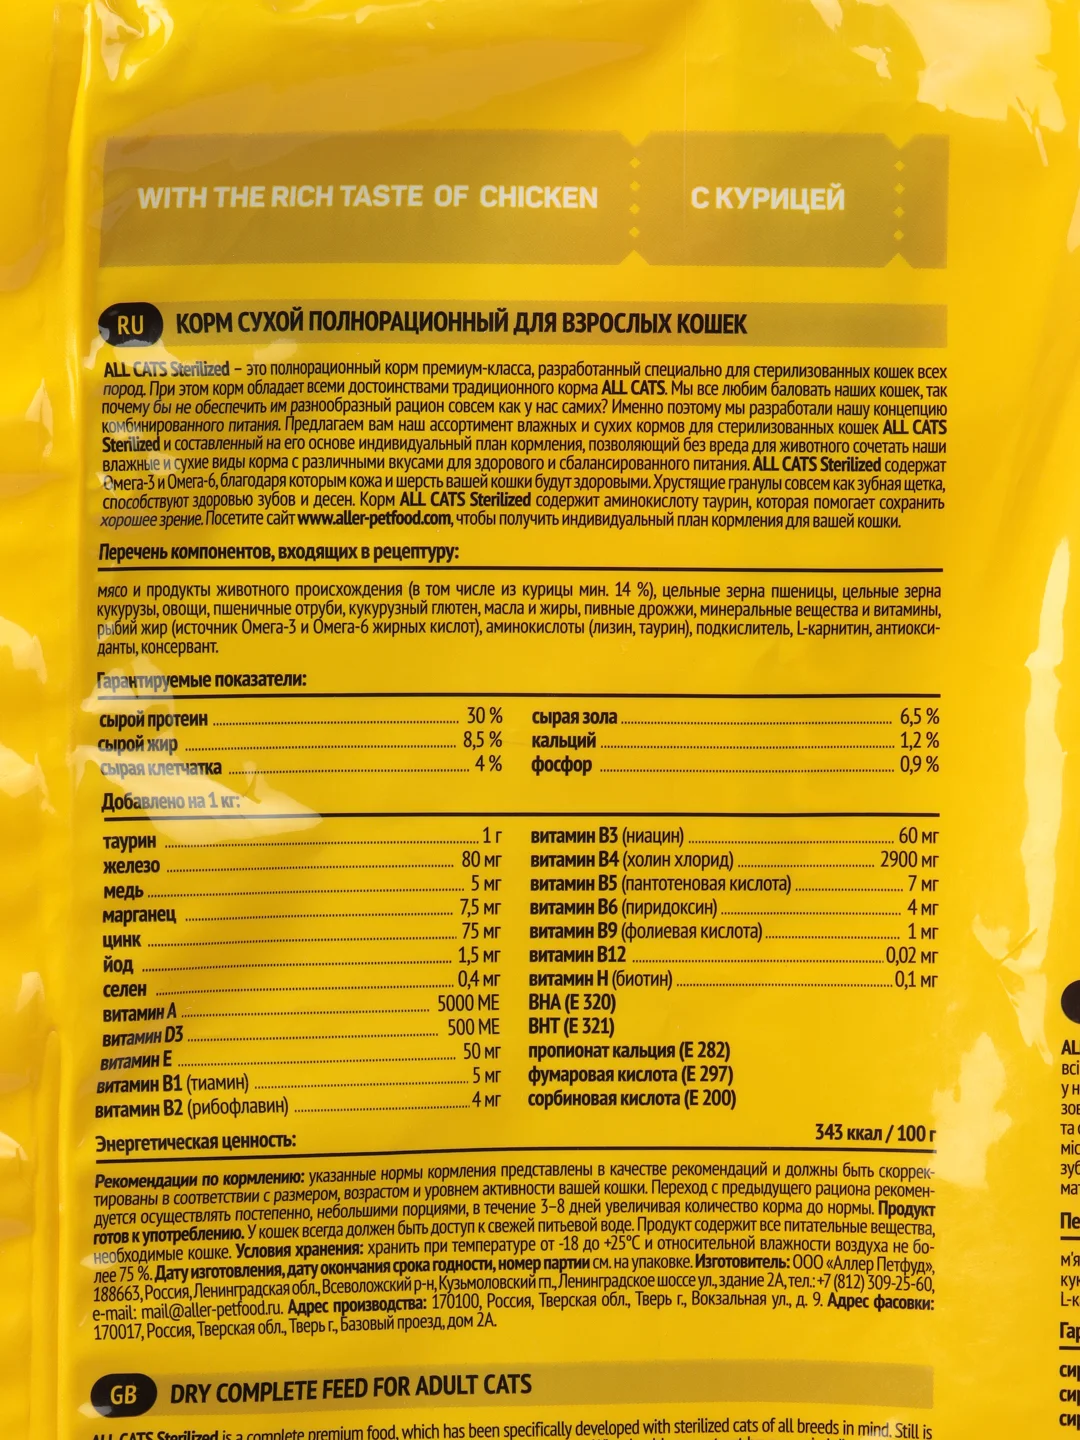 WITH THE RICH TASTE OF CHICKEN
С КУРИЦЕЙ
RU
КОРМ СУХОЙ ПОЛНОРАЦИОННЫЙ ДЛЯ ВЗРОСЛЫХ КОШЕК
ALL CATS Sterilized – это полнорационный корм премиум-класса, разработанный специально для стерилизованных кошек всех
пород. При этом корм обладает всеми достоинствами традиционного корма ALL CATS. Мы все любим баловать наших кошек, так
почему бы не обеспечить им разнообразный рацион совсем как у нас самих? Именно поэтому мы разработали нашу концепцию
комбинированного питания. Предлагаем вам наш ассортимент влажных и сухих кормов для стерилизованных кошек ALL CATS
Sterilized и составленный на его основе индивидуальный план кормления, позволяющий без вреда для животного сочетать наши
влажные и сухие виды корма с различными вкусами для здорового и сбалансированного питания. ALL CATS Sterilized содержат
Омега-3 и Омега-6, благодаря которым кожа и шерсть вашей кошки будут здоровыми. Хрустящие гранулы совсем как зубная щетка,
способствуют здоровью зубов и десен. Корм ALL CATS Sterilized содержит аминокислоту таурин, которая помогает сохранить
хорошее зрение. Посетите сайт www.aller-petfood.com, чтобы получить индивидуальный план кормления для вашей кошки.
Перечень компонентов, входящих в рецептуру:
мясо и продукты животного происхождения (в том числе из курицы мин. 14 %), цельные зерна пшеницы, цельные зерна
кукурузы, овощи, пшеничные отруби, кукурузный глютен, масла и жиры, пивные дрожжи, минеральные вещества и витамины,
рыбий жир (источник Омега-3 и Омега-6 жирных кислот), аминокислоты (лизин, таурин), подкислитель, L-карнитин, антиокси-
данты, консервант.
Гарантируемые показатели:
сырой протеин 30 %
сырой жир 8,5 %
сырая клетчатка 4 %
сырая зола 6,5 %
кальций 1,2 %
фосфор 0,9 %
Добавлено на 1 кг:
таурин 1 г
железо 80 мг
медь 5 мг
марганец 7,5 мг
цинк 75 мг
йод 1,5 мг
селен 0,4 мг
витамин А 5000 МЕ
витамин D3 500 МЕ
витамин Е 50 мг
витамин В1 (тиамин) 5 мг
витамин В2 (рибофлавин) 4 мг
витамин В3 (ниацин) 60 мг
витамин В4 (холин хлорид) 2900 мг
витамин В5 (пантотеновая кислота) 7 мг
витамин В6 (пиридоксин) 4 мг
витамин В9 (фолиевая кислота) 1 мг
витамин В12 0,02 мг
витамин Н (биотин) 0,1 мг
ВНА (Е 320)
ВНТ (Е 321)
пропионат кальция (Е 282)
фумаровая кислота (Е 297)
сорбиновая кислота (Е 200)
Энергетическая ценность: 343 ккал / 100 г
Рекомендации по кормлению: указанные нормы кормления представлены в качестве рекомендаций и должны быть скоррек-
тированы в соответствии с размером, возрастом и уровнем активности вашей кошки. Переход с предыдущего рациона рекомен-
дуется осуществлять постепенно, небольшими порциями, в течение 3–8 дней увеличивая количество корма до нормы. Продукт
готов к употреблению. У кошек всегда должен быть доступ к свежей питьевой воде. Продукт содержит все питательные вещества,
необходимые кошке. Условия хранения: хранить при температуре от -18 до +25°С и относительной влажности воздуха не бо-
лее 75 %. Дату изготовления, дату окончания срока годности, номер партии см. на упаковке. Изготовитель: ООО «Аллер Петфуд»,
188663, Россия, Ленинградская обл., Всеволожский р-н, Кузьмоловский гп., Ленинградское шоссе ул., здание 2А, тел.: +7 (812) 309-25-60,
e-mail: mail@aller-petfood.ru. Адрес производства: 170100, Россия, Тверская обл., Тверь г., Вокзальная ул., д. 9. Адрес фасовки:
170017, Россия, Тверская обл., Тверь г., Базовый проезд, дом 2А.
GB
DRY COMPLETE FEED FOR ADULT CATS
ALL CATS Sterilized is a complete premium food, which has been specifically developed with sterilized cats of all breeds in mind. Still is